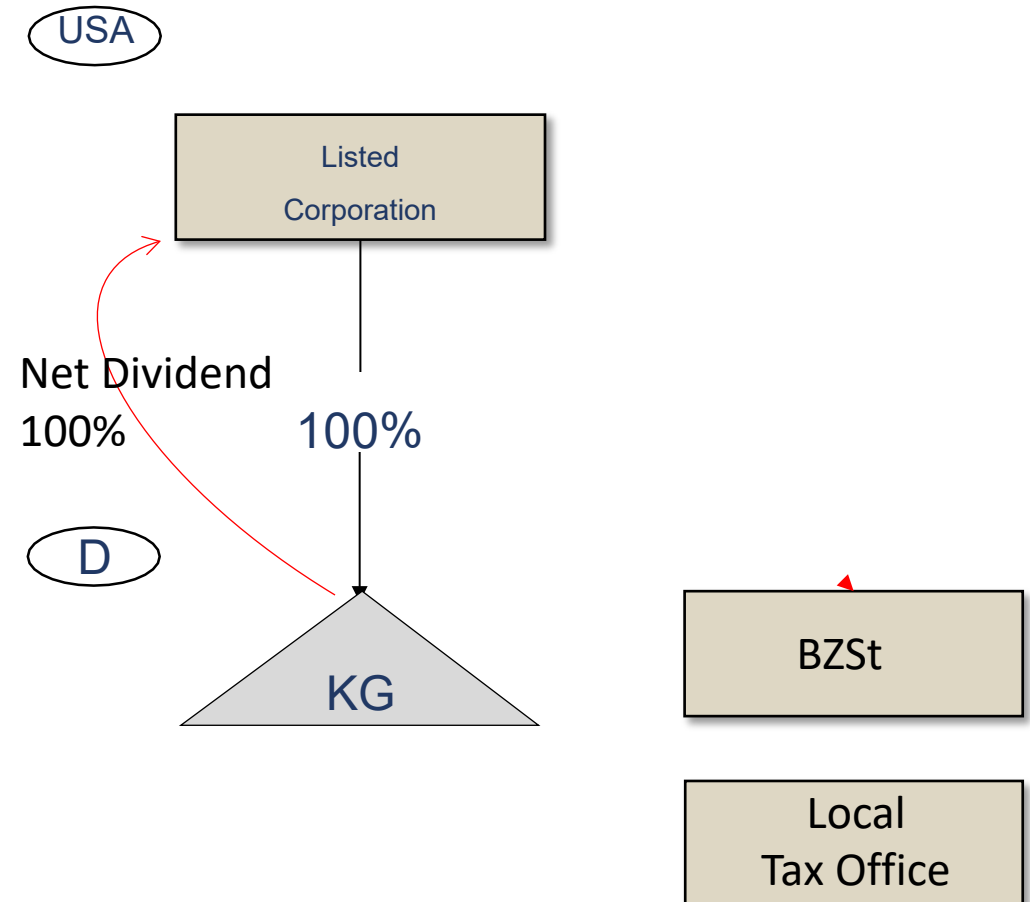 USA
Listed
Corporation
Net Dividend
100%
100%
D
KG
BZSt
Local
Tax Office